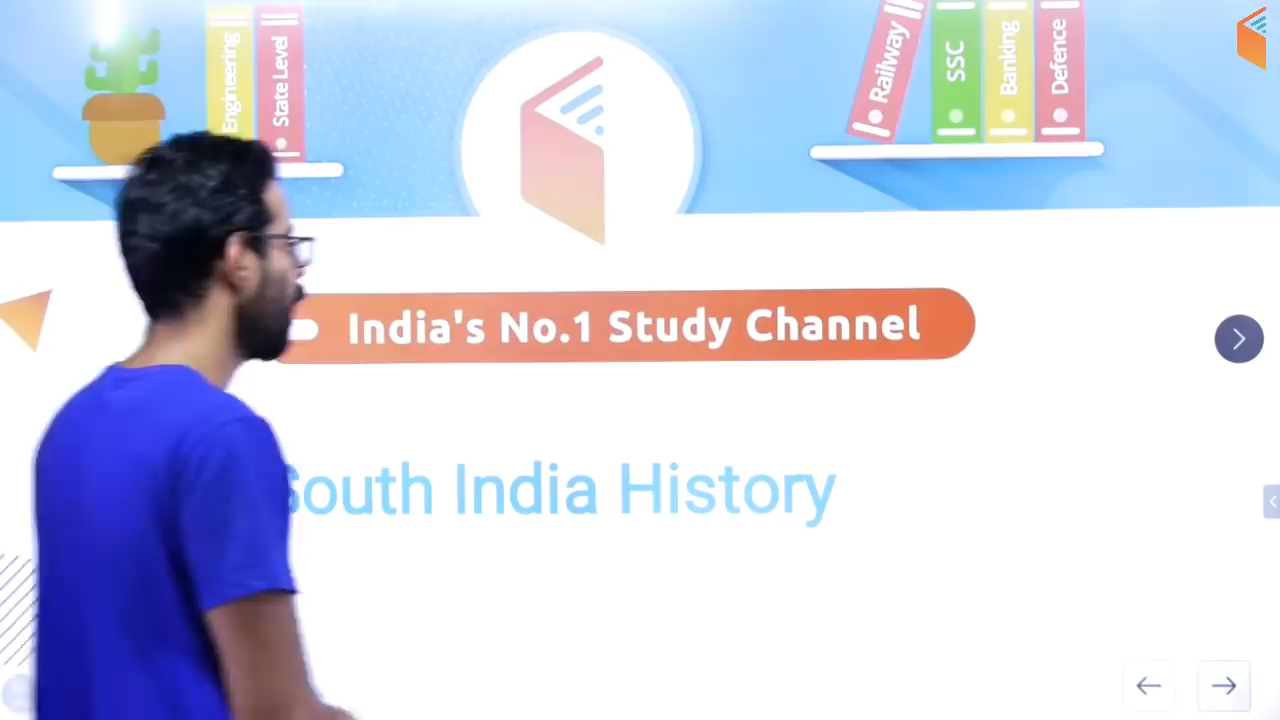 Engineering
State Level
Railway
SSC
Banking
Defence
India's No.1 Study Channel
South India History